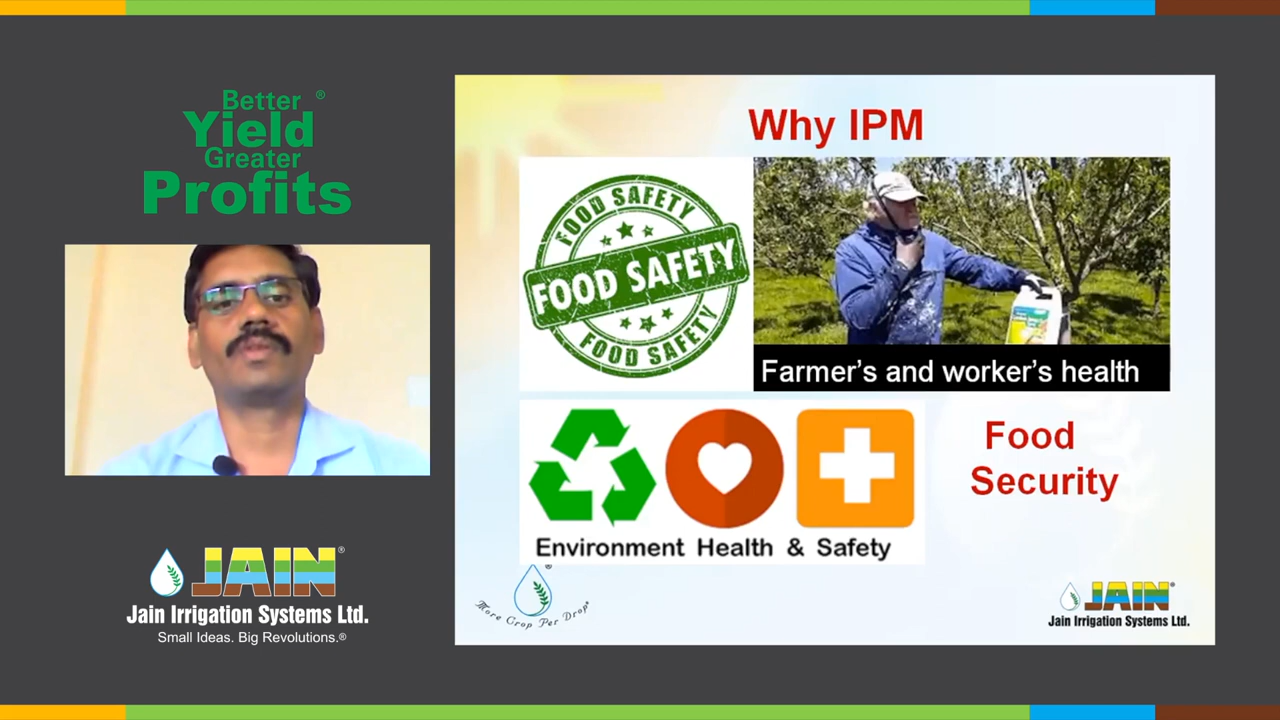 Better ®
Yield
Greater
Profits
JAIN®
Jain Irrigation Systems Ltd.
Small Ideas. Big Revolutions.®
Why IPM
FOOD SAFETY
FOOD SAFETY
FOOD SAFETY
Farmer's and worker's health
Environment Health & Safety
Food
Security
®
More Crop Per Drop®
JAIN®
Jain Irrigation Systems Ltd.